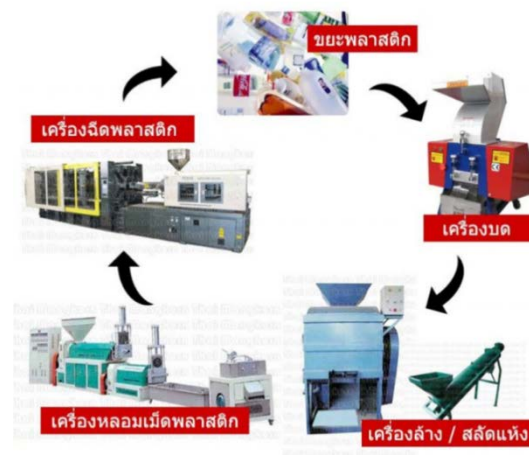 ขยะพลาสติก
เครื่องฉีดพลาสติก
เครื่องบด
เครื่องหลอมเม็ดพลาสติก
เครื่องล้าง / สลัดแห้ง